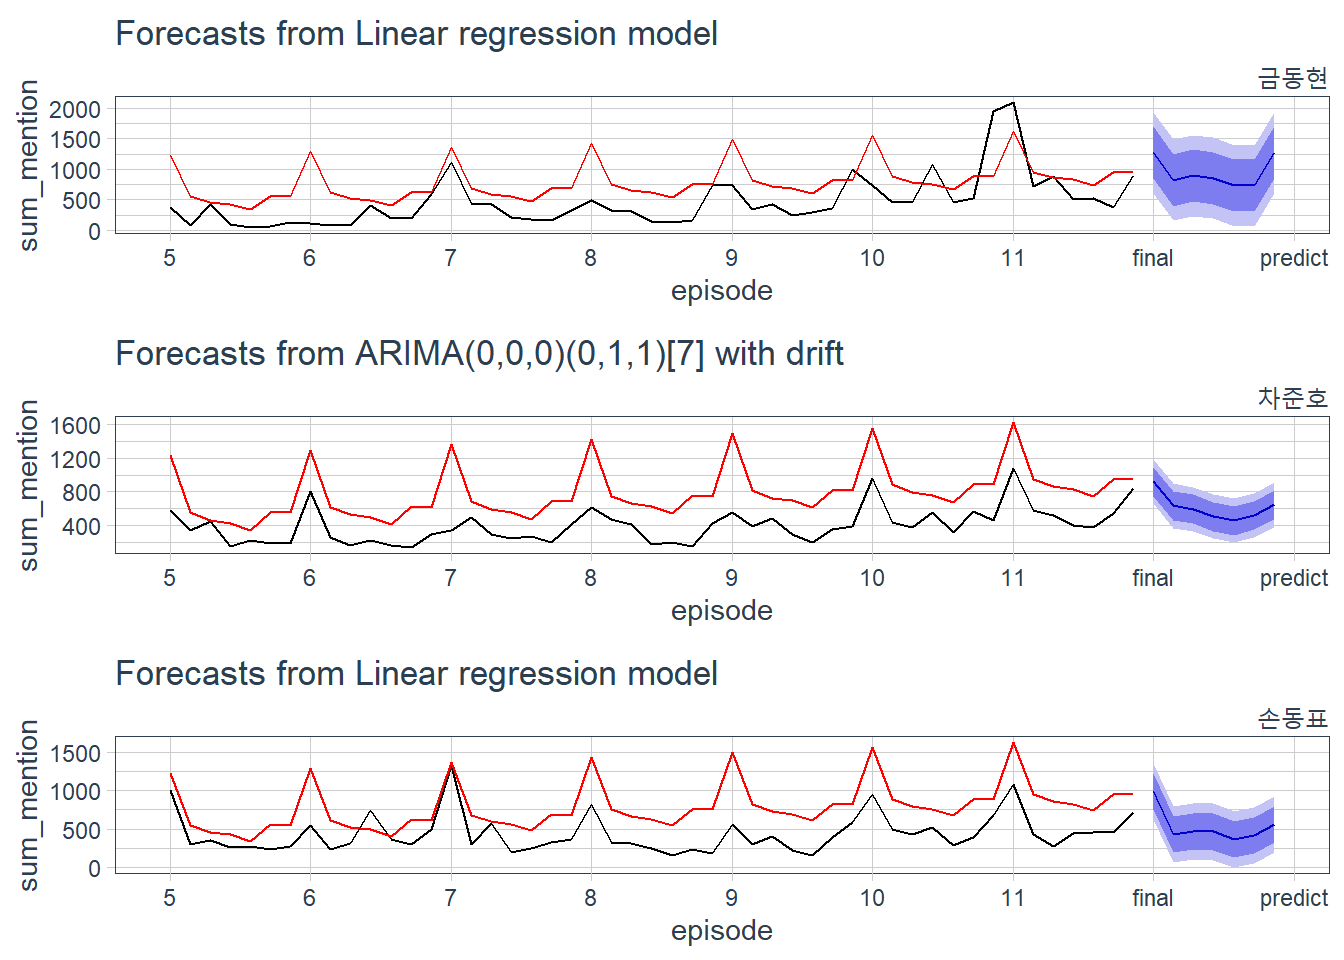 Forecasts from Linear regression model
금동현
sum_mention
2000
1500
1000
500
0
5 6 7 8 9 10 11 final predict
episode
Forecasts from ARIMA(0,0,0)(0,1,1)[7] with drift
차준호
sum_mention
1600
1200
800
400
5 6 7 8 9 10 11 final predict
episode
Forecasts from Linear regression model
손동표
sum_mention
1500
1000
500
0
5 6 7 8 9 10 11 final predict
episode